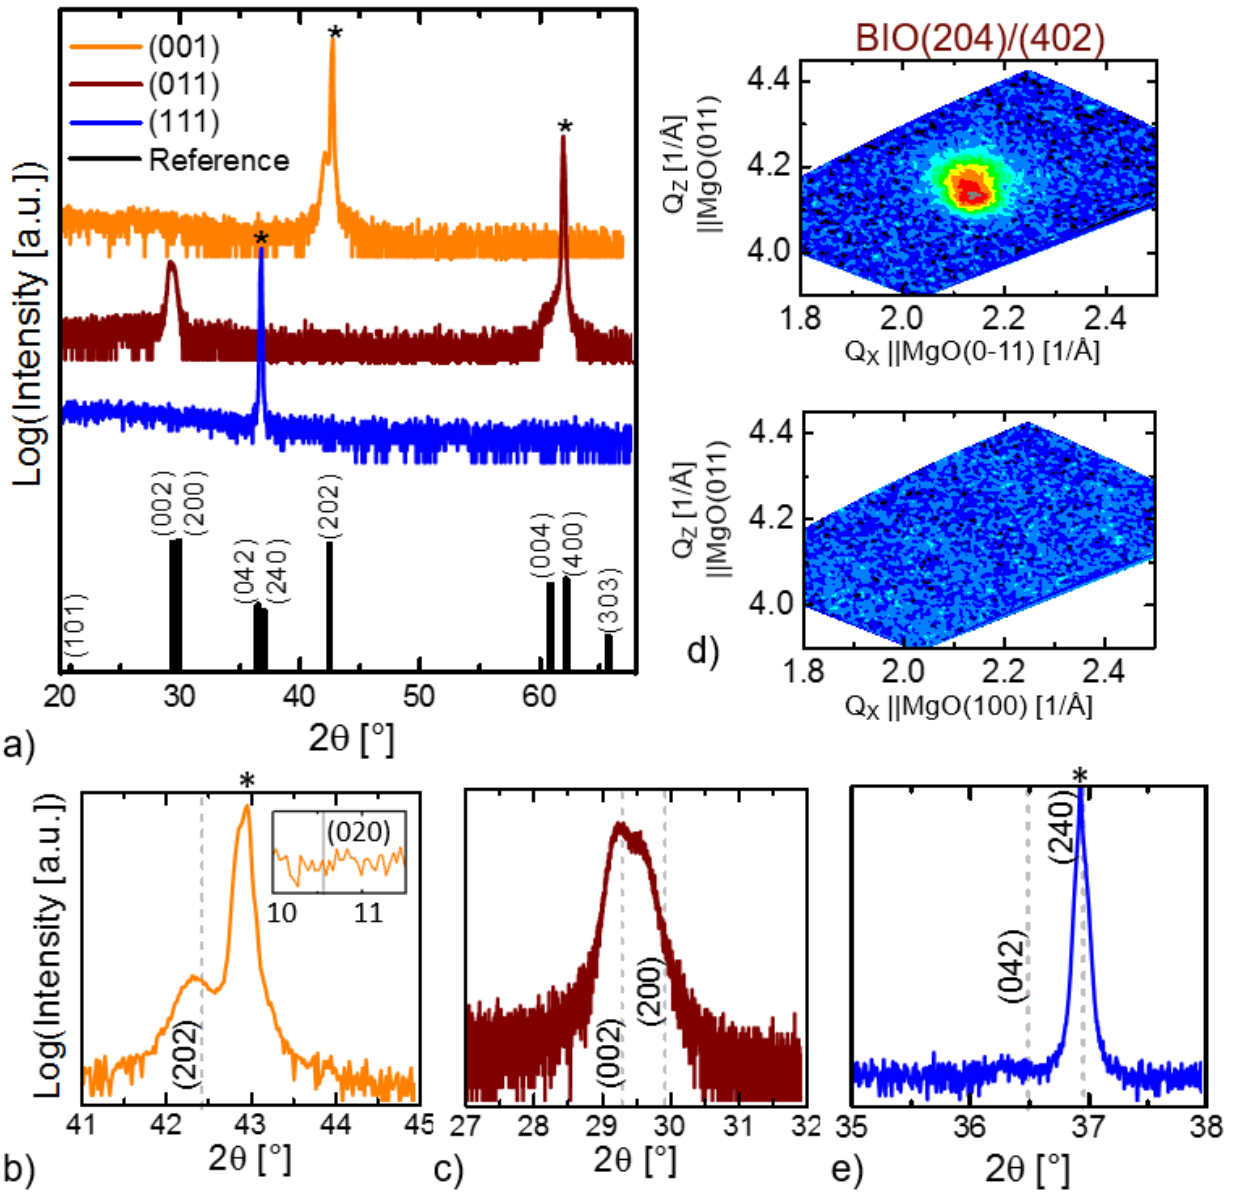 (001)
(011)
(111)
Reference
*
*
*
Log(Intensity [a.u.])
(101)
(002)
(200)
(042)
(240)
(202)
(004)
(400)
(303)
20 30 40 50 60
2θ [°]
a)
BIO(204)/(402)
4.4
4.2
4.0
QZ [1/Å]
||MgO(011)
1.8 2.0 2.2 2.4
QX ||MgO(0-11) [1/Å]
4.4
4.2
4.0
QZ [1/Å]
||MgO(011)
1.8 2.0 2.2 2.4
QX ||MgO(100) [1/Å]
d)
Log(Intensity [a.u.])
*
(020)
10 11
(202)
41 42 43 44 45
2θ [°]
b)
(002)
(200)
27 28 29 30 31 32
2θ [°]
c)
*
(042)
(240)
35 36 37 38
2θ [°]
e)